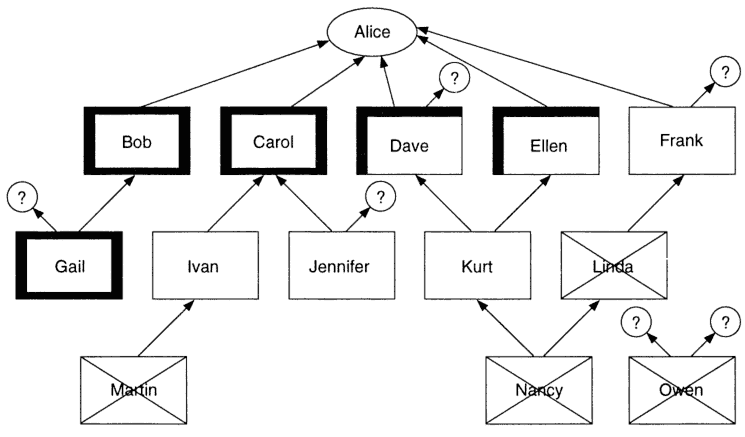 Alice
?
?
Bob
Carol
Dave
Ellen
Frank
?
?
Gail
Ivan
Jennifer
Kurt
Linda
?
?
Martin
Nancy
Owen